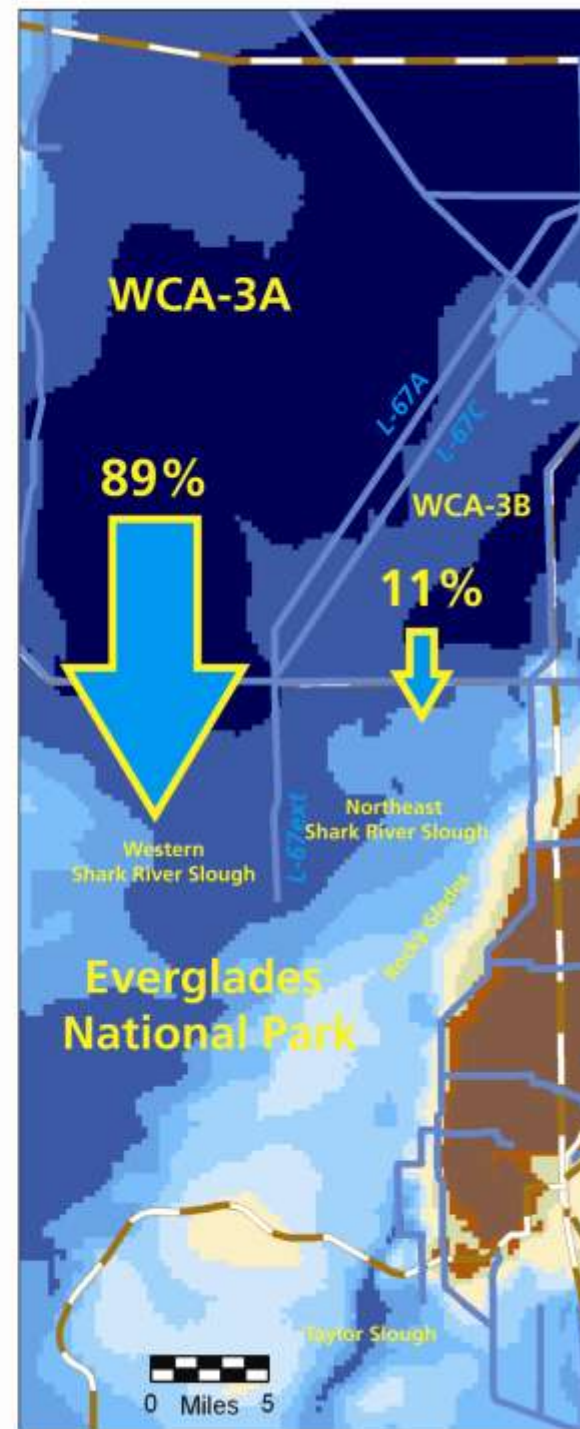 WCA-3A
L-67A
L-67C
89%
WCA-3B
11%
Northeast
Shark River Slough
L-67ext
Western
Shark River Slough
Rocky Glades
Everglades
National Park
Taylor Slough
0 Miles 5